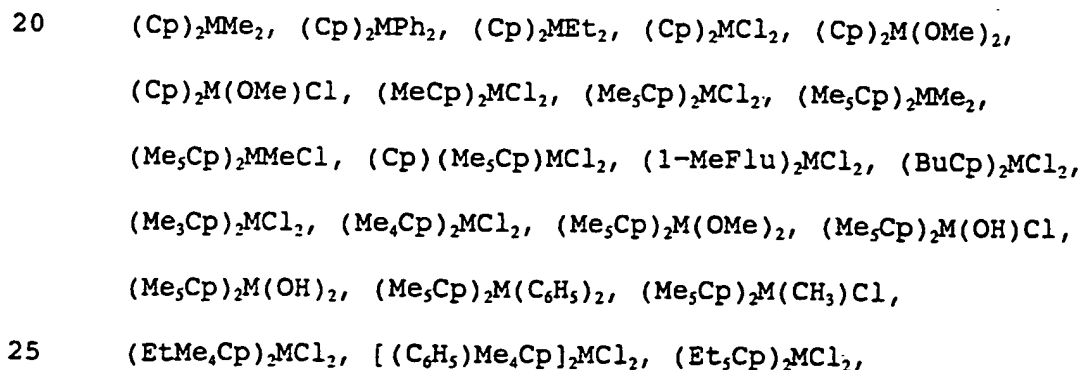 20 (Cp)₂MMe₂, (Cp)₂MPh₂, (Cp)₂MEt₂, (Cp)₂MCl₂, (Cp)₂M(OMe)₂,
(Cp)₂M(OMe)Cl, (MeCp)₂MCl₂, (Me₅Cp)₂MCl₂, (Me₅Cp)₂MMe₂,
(Me₅Cp)₂MMeCl, (Cp)(Me₅Cp)MCl₂, (1-MeFlu)₂MCl₂, (BuCp)₂MCl₂,
(Me₃Cp)₂MCl₂, (Me₄Cp)₂MCl₂, (Me₅Cp)₂M(OMe)₂, (Me₅Cp)₂M(OH)Cl,
(Me₅Cp)₂M(OH)₂, (Me₅Cp)₂M(C₆H₅)₂, (Me₅Cp)₂M(CH₃)Cl,
25 (EtMe₄Cp)₂MCl₂, [(C₆H₅)Me₄Cp]₂MCl₂, (Et₅Cp)₂MCl₂,